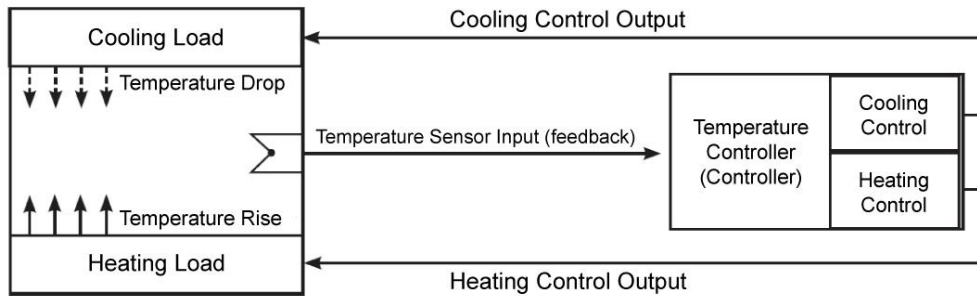 Cooling Control Output
Cooling Load
Temperature Drop
Temperature Sensor Input (feedback)
Temperature
Controller
(Controller)
Cooling
Control
Heating
Control
Temperature Rise
Heating Load
Heating Control Output